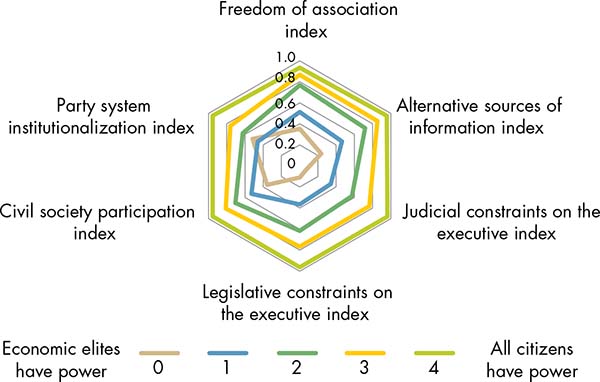 Freedom of association
index
1.0
0.8
0.6
0.4
0.2
0
Party system
institutionalization index
Alternative sources of
information index
Civil society participation
index
Judicial constraints on the
executive index
Legislative constraints on
the executive index
Economic elites
have power
0
1
2
3
4
All citizens
have power